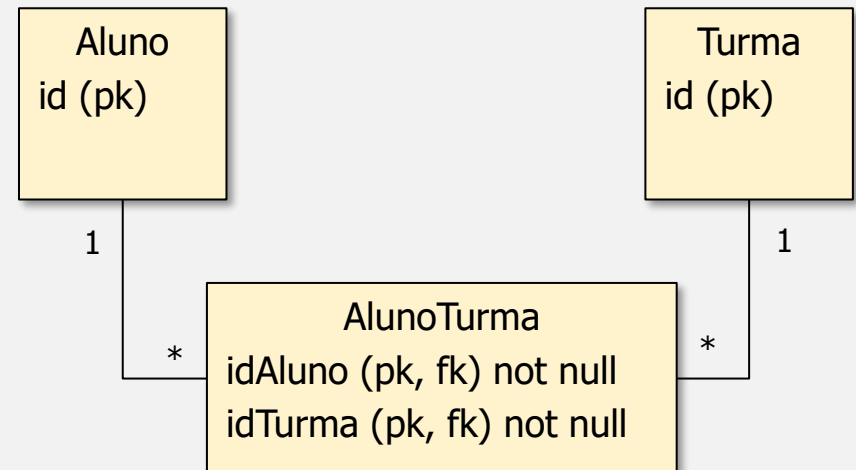 Aluno
id (pk)
Turma
id (pk)
1
1
*
*
AlunoTurma
idAluno (pk, fk) not null
idTurma (pk, fk) not null